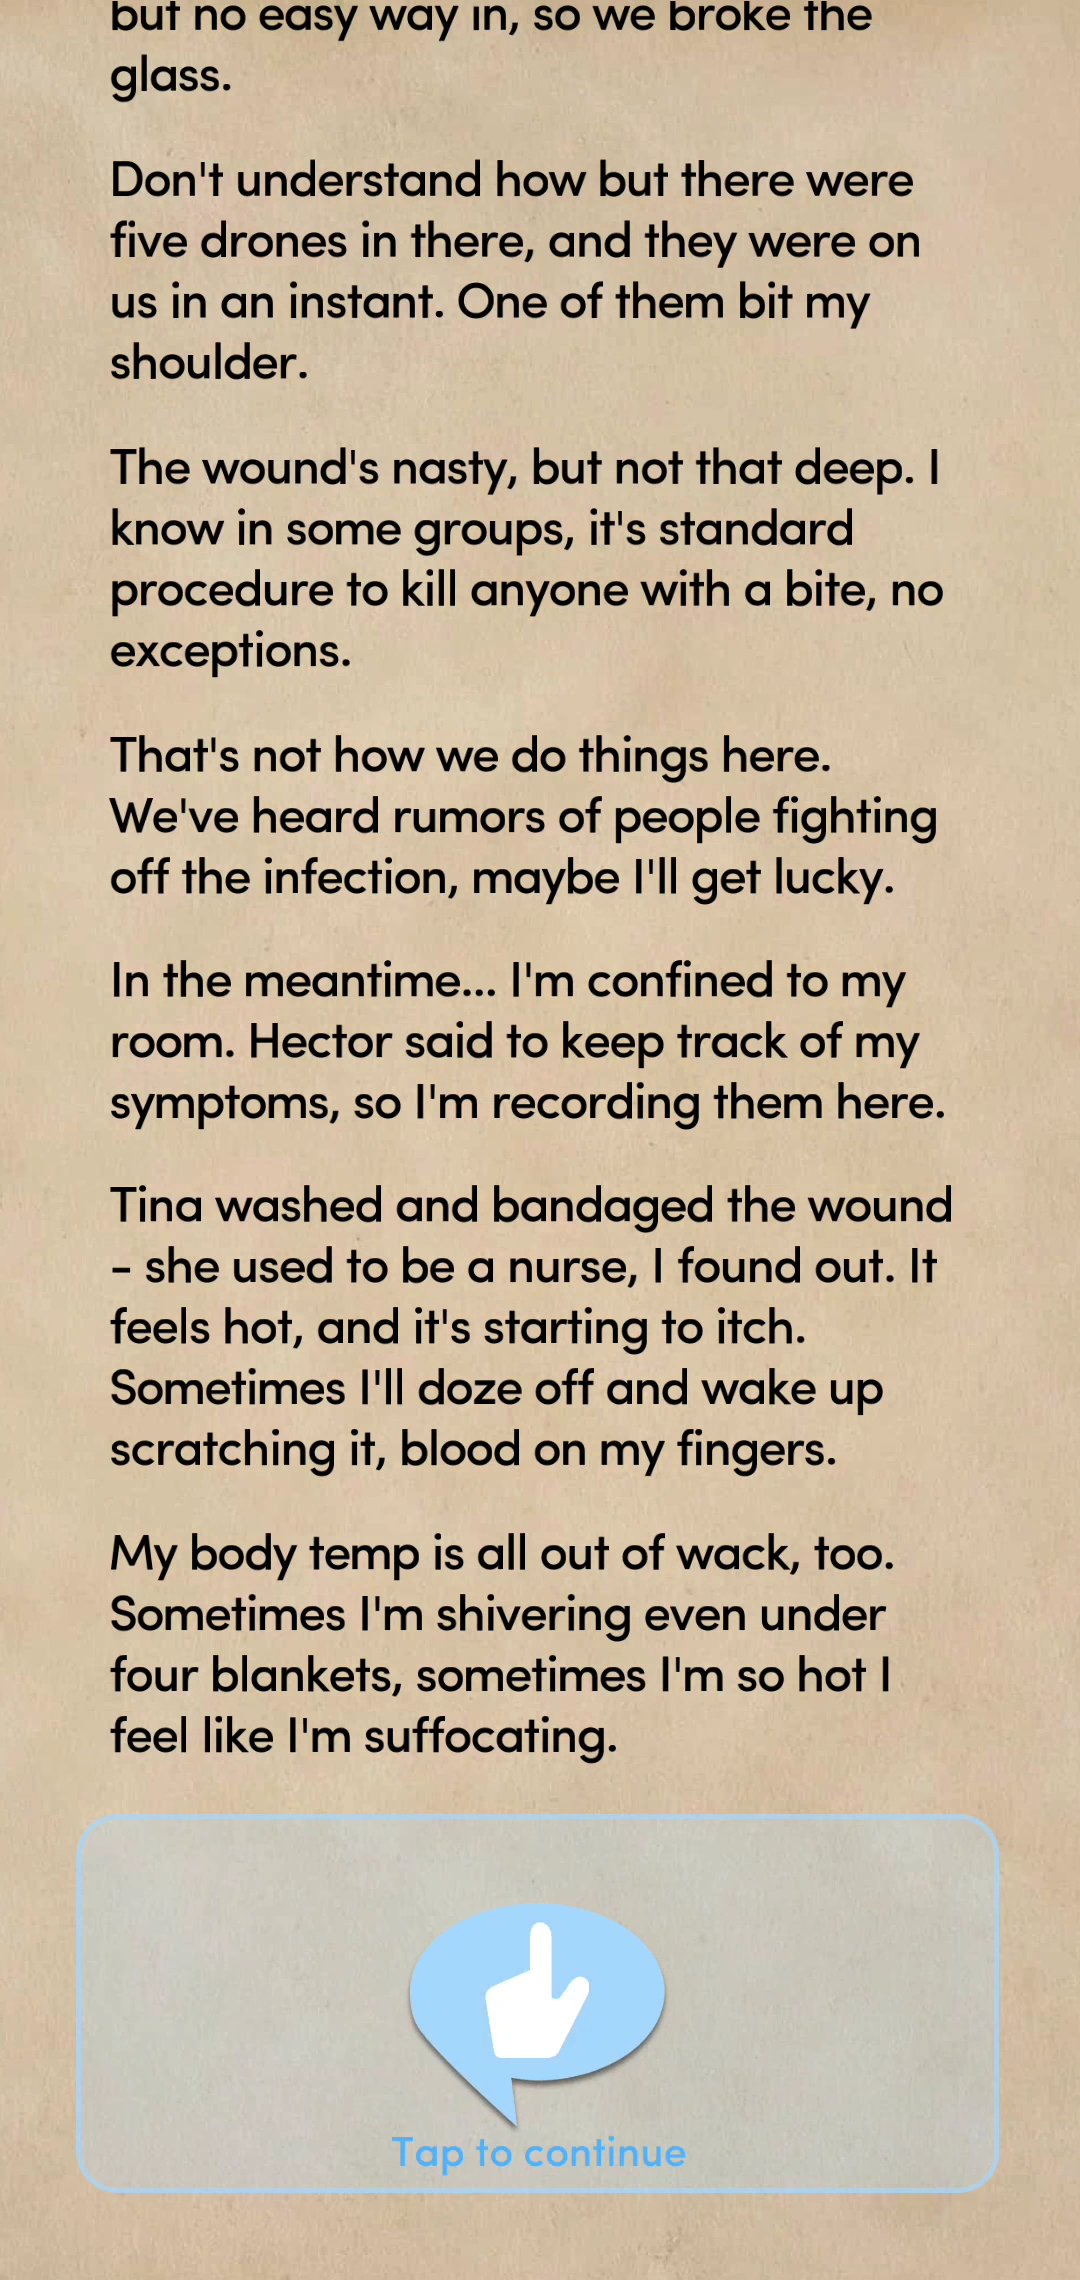 but no easy way in, so we broke the
glass.
Don't understand how but there were
five drones in there, and they were on
us in an instant. One of them bit my
shoulder.
The wound's nasty, but not that deep. I
know in some groups, it's standard
procedure to kill anyone with a bite, no
exceptions.
That's not how we do things here.
We've heard rumors of people fighting
off the infection, maybe I'll get lucky.
In the meantime... I'm confined to my
room. Hector said to keep track of my
symptoms, so I'm recording them here.
Tina washed and bandaged the wound
- she used to be a nurse, I found out. It
feels hot, and it's starting to itch.
Sometimes I'll doze off and wake up
scratching it, blood on my fingers.
My body temp is all out of wack, too.
Sometimes I'm shivering even under
four blankets, sometimes I'm so hot I
feel like I'm suffocating.
Tap to continue